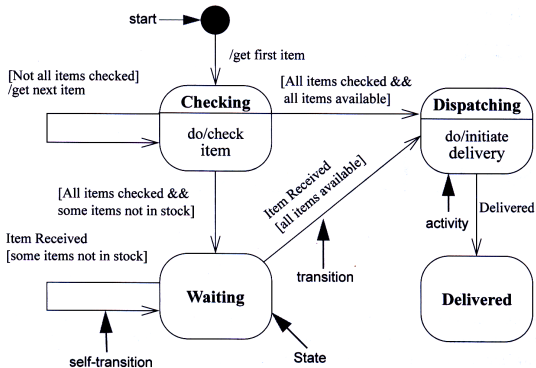 start
/get first item
[Not all items checked]
/get next item
[All items checked &&
all items available]
Checking
do/check
item
Dispatching
do/initiate
delivery
[All items checked &&
some items not in stock]
Item Received
[all items available]
activity
Delivered
Item Received
[some items not in stock]
transition
Waiting
Delivered
self-transition
State